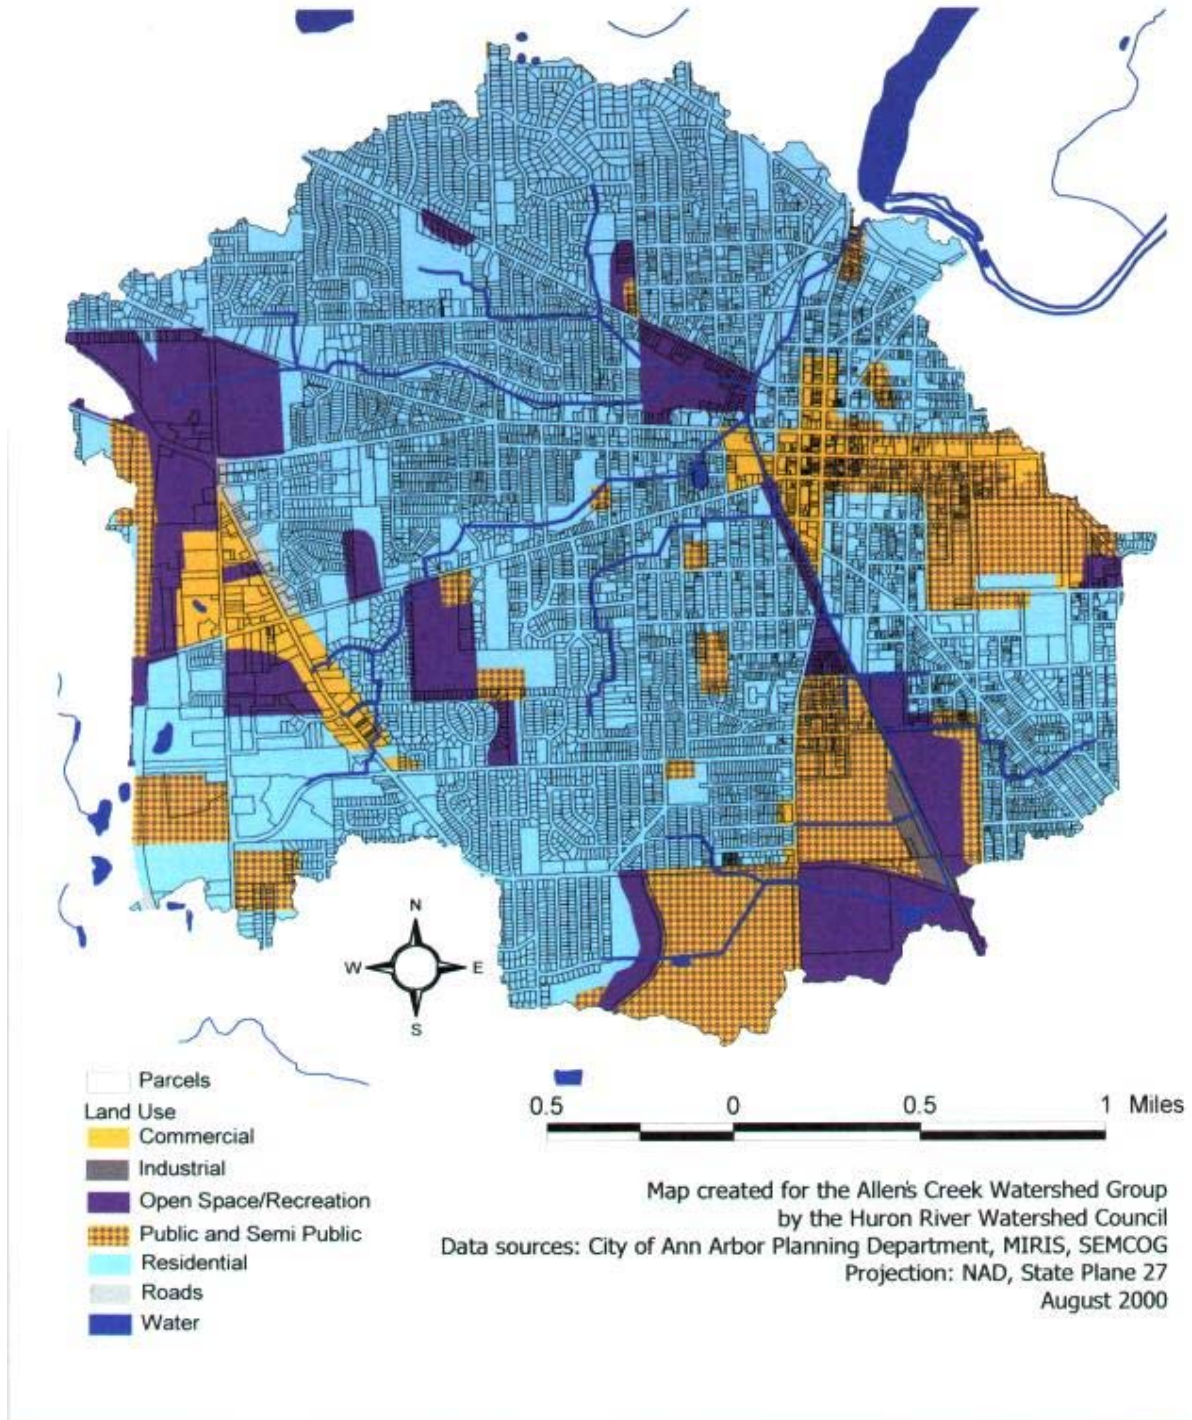 N
W E
S
Parcels
Land Use
Commercial
Industrial
Open Space/Recreation
Public and Semi Public
Residential
Roads
Water
0.5 0 0.5 1 Miles
Map created for the Allen's Creek Watershed Group
by the Huron River Watershed Council
Data sources: City of Ann Arbor Planning Department, MIRIS, SEMCOG
Projection: NAD, State Plane 27
August 2000